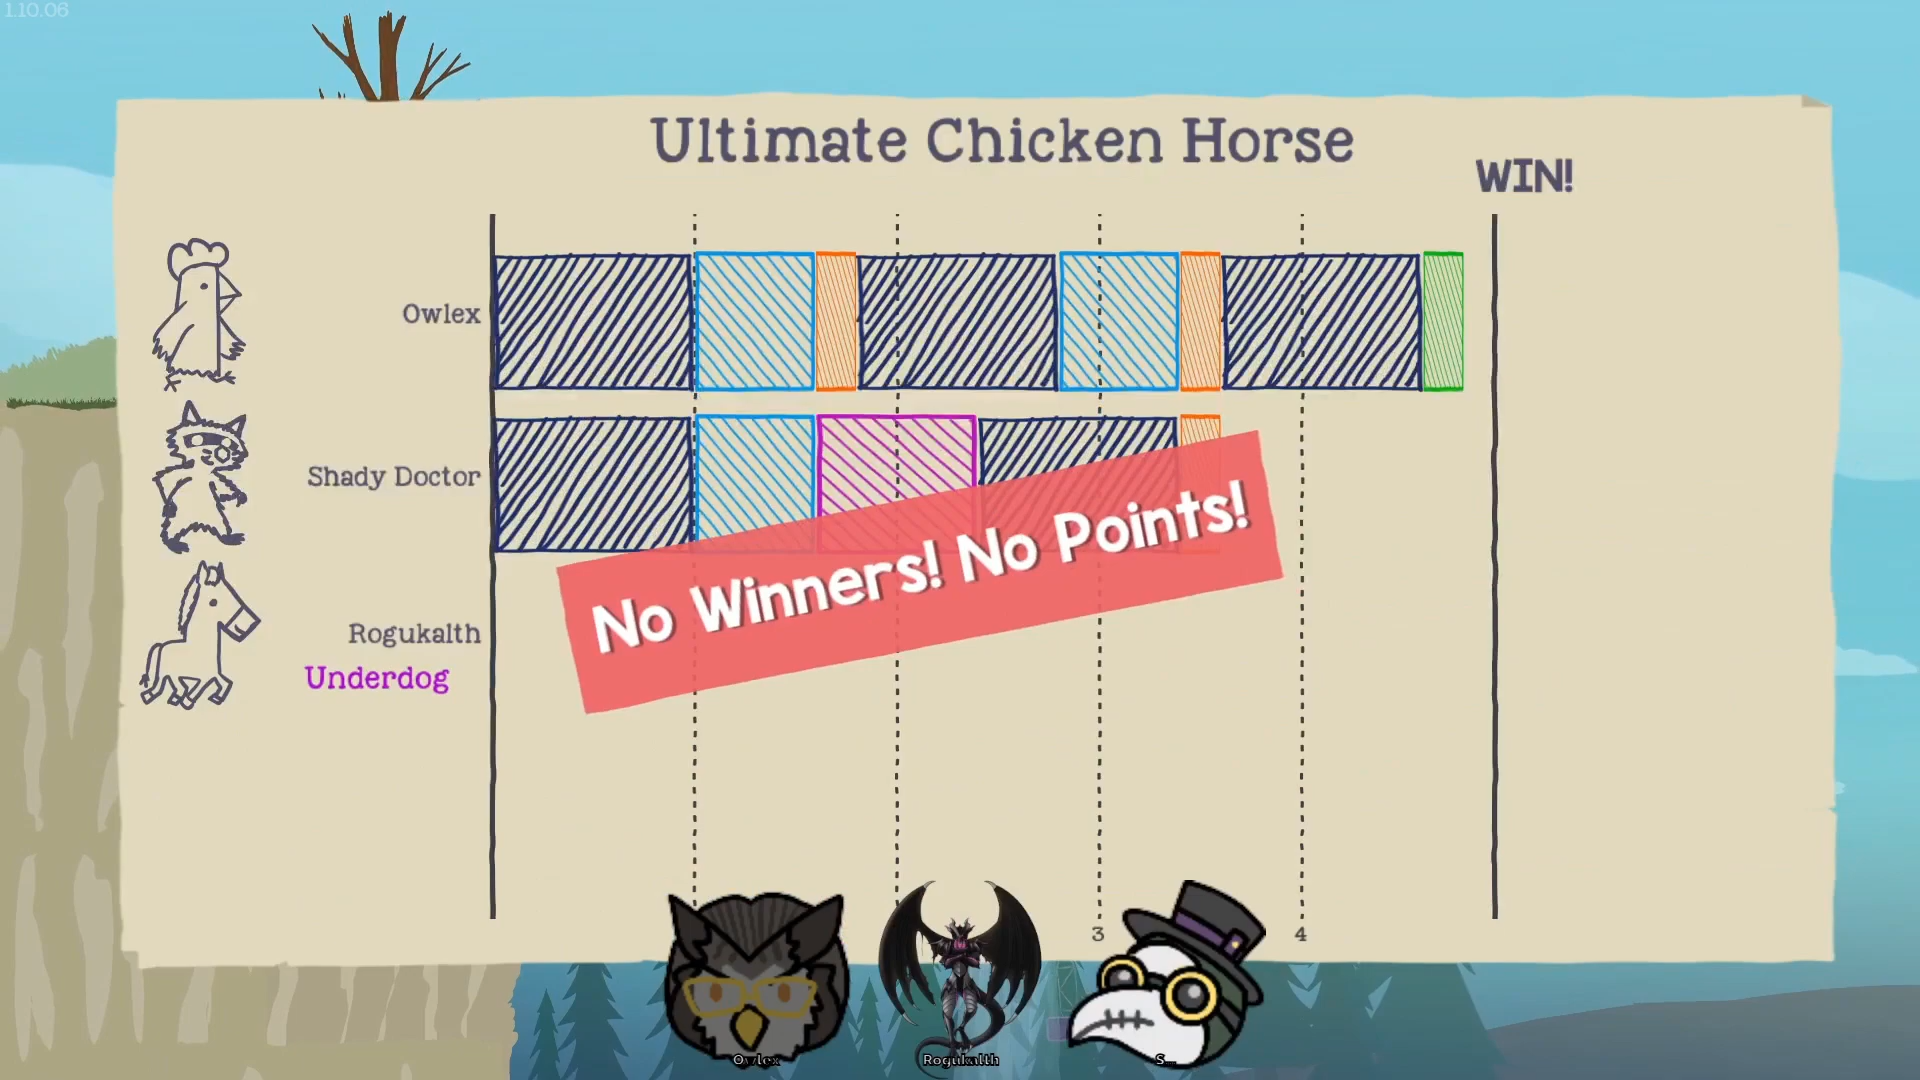 1.10.06
Ultimate Chicken Horse
WIN!
Owlex
Shady Doctor
No Winners! No Points!
Rogukalth
Underdog
3
4
Owlex
Rogukalth
S...